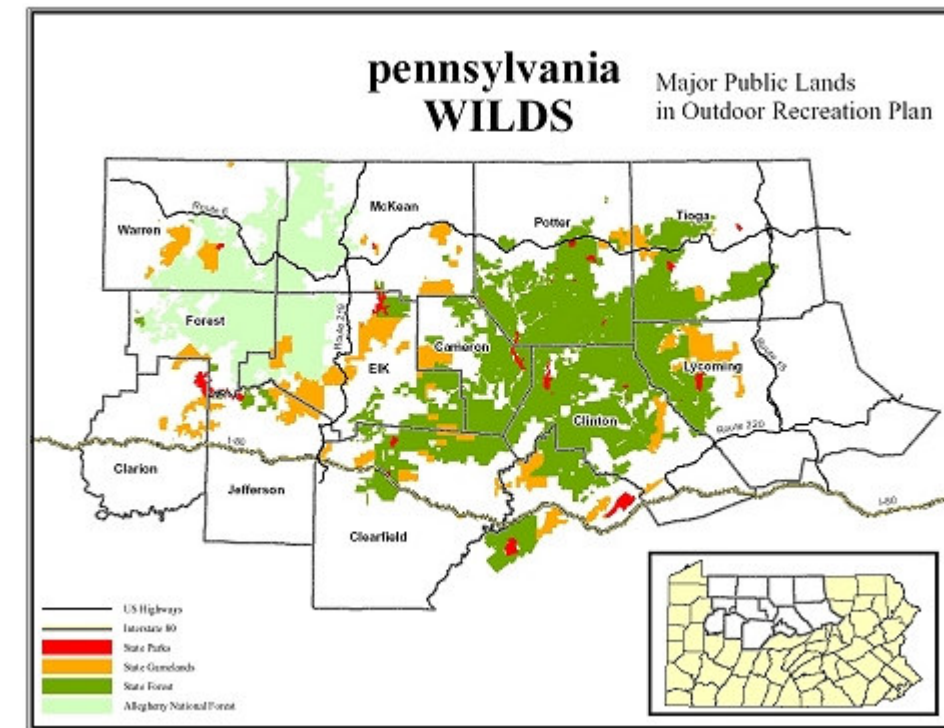 pennsylvania
WILDS
Major Public Lands
in Outdoor Recreation Plan
McKean
Route 6
Warren
Potter
Tioga
Forest
Route 219
Cameron
Elk
Route 15
Lycoming
Clinton
Route 220
I-80
Clarion
Jefferson
I-80
Clearfield
US Highways
Interstate 80
State Parks
State Gamelands
State Forest
Allegheny National Forest